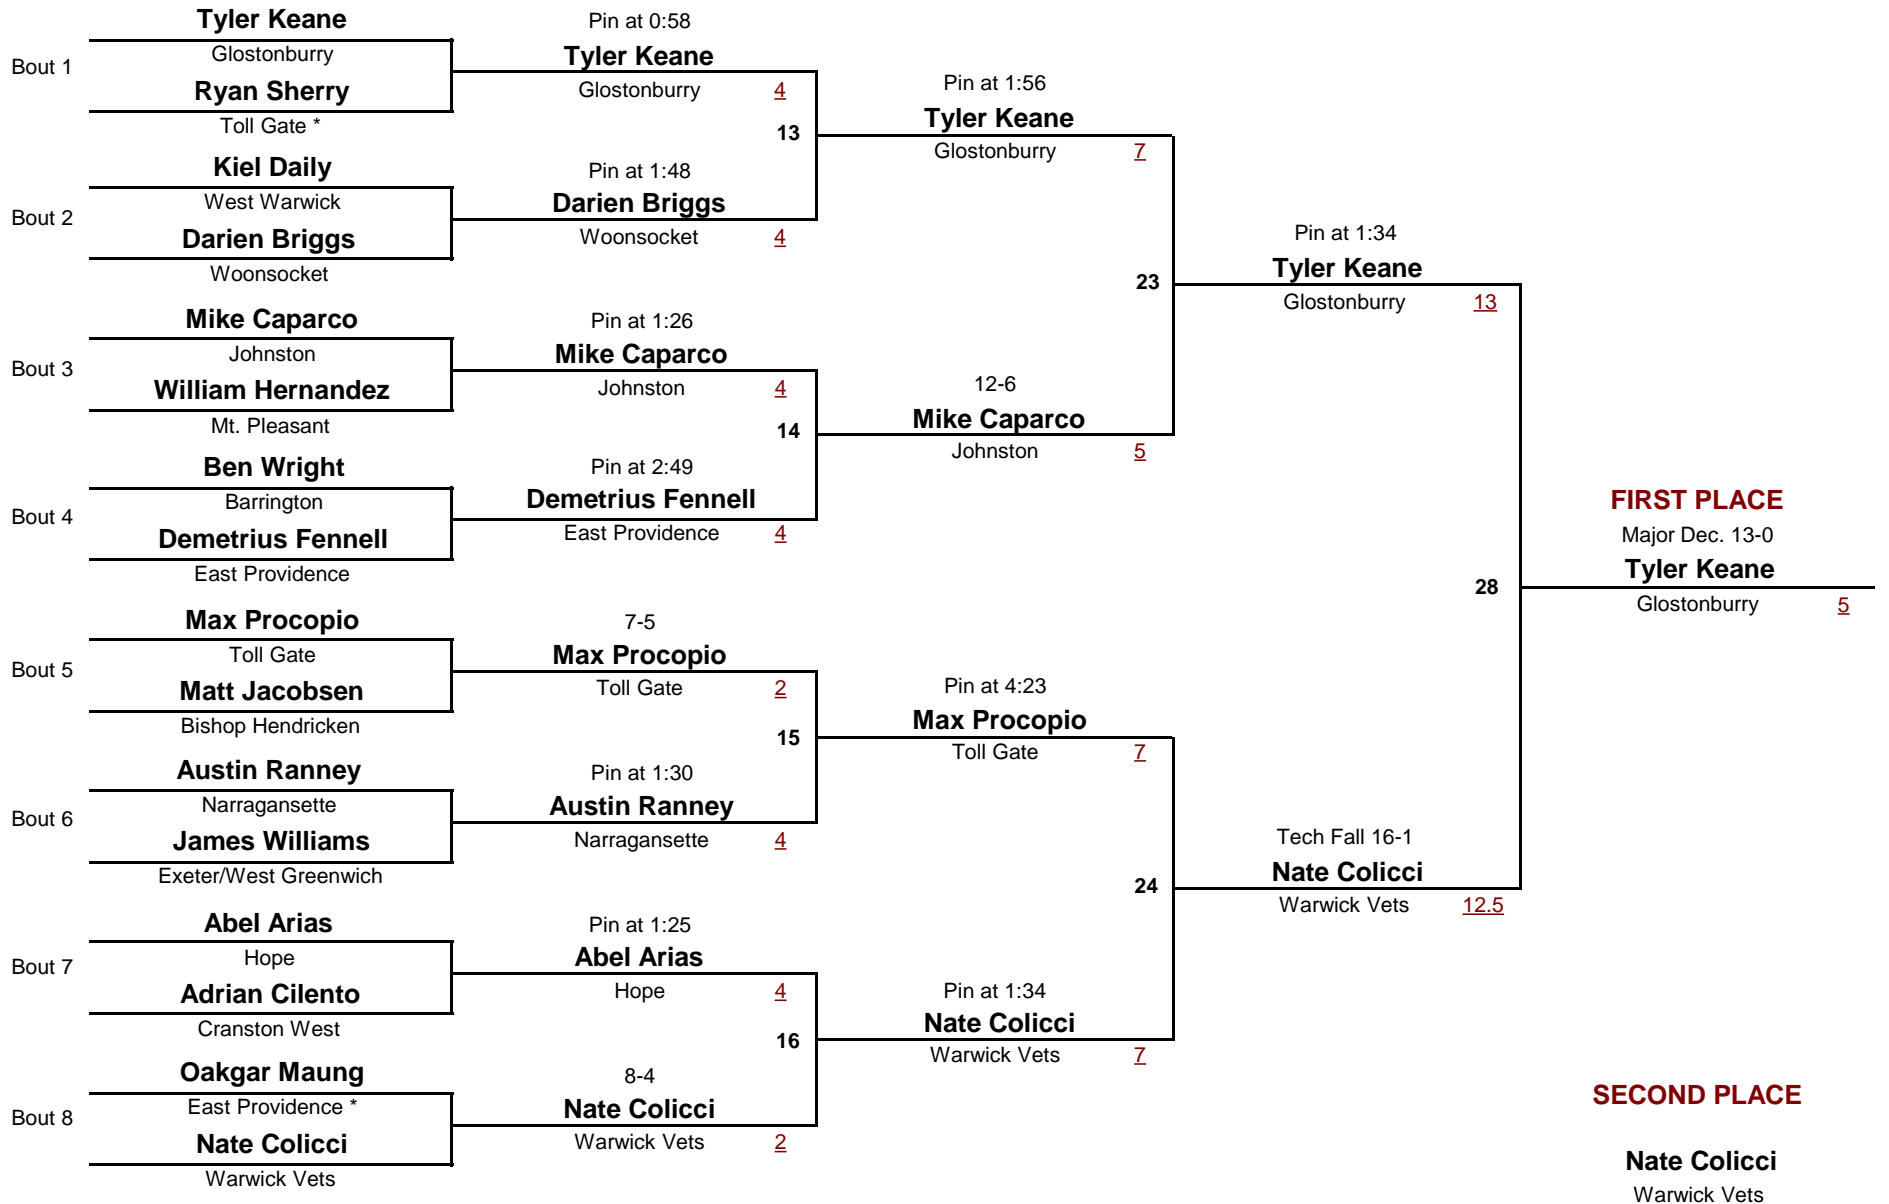 Bout 1
Tyler Keane
Glostonburry
Ryan Sherry
Toll Gate *
Bout 2
Kiel Daily
West Warwick
Darien Briggs
Woonsocket
Bout 3
Mike Caparco
Johnston
William Hernandez
Mt. Pleasant
Bout 4
Ben Wright
Barrington
Demetrius Fennell
East Providence
Bout 5
Max Procopio
Toll Gate
Matt Jacobsen
Bishop Hendricken
Bout 6
Austin Ranney
Narragansette
James Williams
Exeter/West Greenwich
Bout 7
Abel Arias
Hope
Adrian Cilento
Cranston West
Bout 8
Oakgar Maung
East Providence *
Nate Colicci
Warwick Vets
Pin at 0:58
Tyler Keane
Glostonburry 4
13
Pin at 1:48
Darien Briggs
Woonsocket 4
Pin at 1:26
Mike Caparco
Johnston 4
14
Pin at 2:49
Demetrius Fennell
East Providence 4
7-5
Max Procopio
Toll Gate 2
15
Pin at 1:30
Austin Ranney
Narragansette 4
Pin at 1:25
Abel Arias
Hope 4
16
8-4
Nate Colicci
Warwick Vets 2
Pin at 1:56
Tyler Keane
Glostonburry 7
23
12-6
Mike Caparco
Johnston 5
Pin at 4:23
Max Procopio
Toll Gate 7
24
Pin at 1:34
Nate Colicci
Warwick Vets 7
Pin at 1:34
Tyler Keane
Glostonburry 13
28
Tech Fall 16-1
Nate Colicci
Warwick Vets 12.5
FIRST PLACE
Major Dec. 13-0
Tyler Keane
Glostonburry 5
SECOND PLACE
Nate Colicci
Warwick Vets